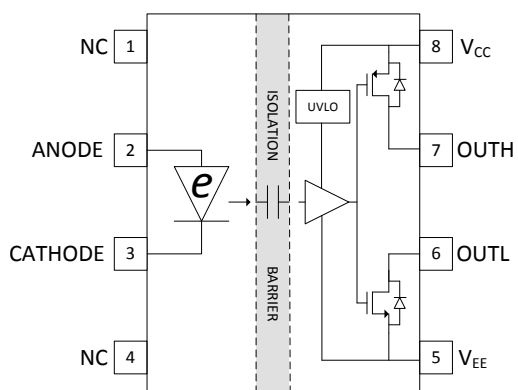 NC 1
8 VCC
ISOLATION
UVLO
ANODE 2
7 OUTH
e
CATHODE 3
6 OUTL
BARRIER
NC 4
5 VEE